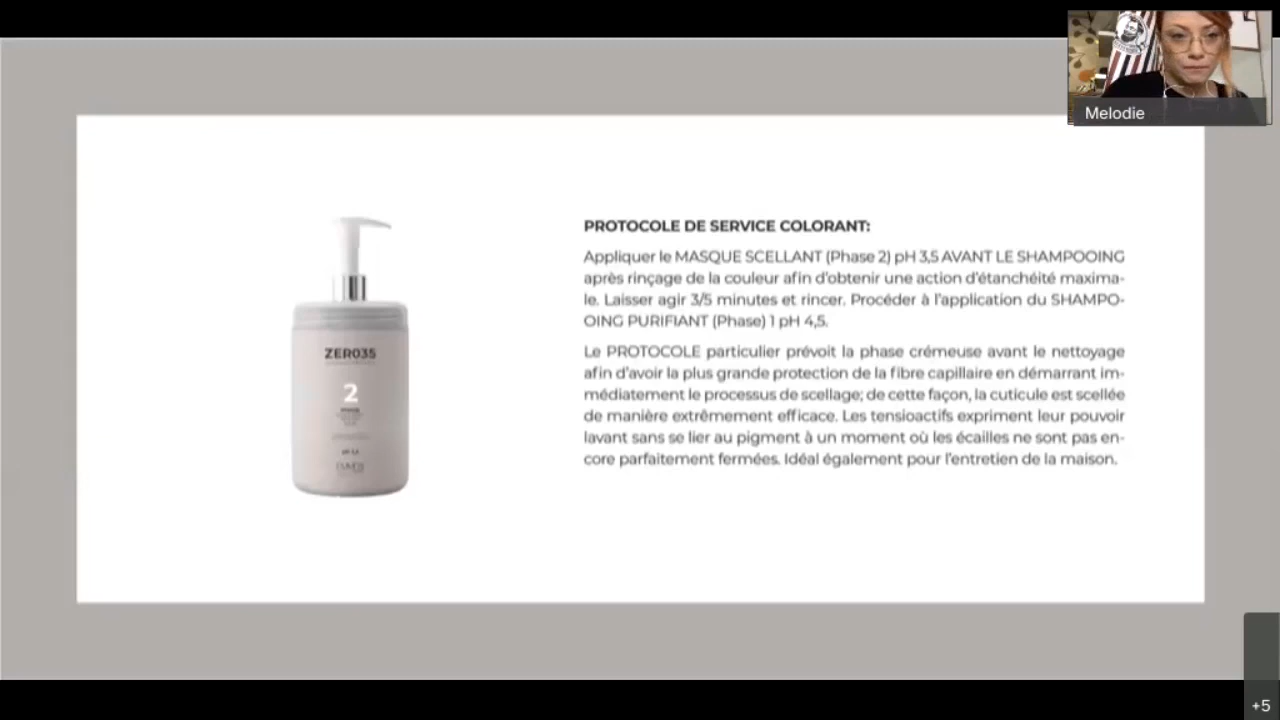 Melodie
PROTOCOLE DE SERVICE COLORANT:
Appliquer le MASQUE SCELLANT (Phase 2) pH 3,5 AVANT LE SHAMPOOING
après rinçage de la couleur afin d'obtenir une action d'étanchéité maxima-
le. Laisser agir 3/5 minutes et rincer. Procéder à l'application du SHAMPO-
OING PURIFIANT (Phase) 1 pH 4,5.
Le PROTOCOLE particulier prévoit la phase crémeuse avant le nettoyage
afin d'avoir la plus grande protection de la fibre capillaire en démarrant im-
médiatement le processus de scellage; de cette façon, la cuticule est scellée
de manière extrêmement efficace. Les tensioactifs expriment leur pouvoir
lavant sans se lier au pigment à un moment où les écailles ne sont pas en-
core parfaitement fermées. Idéal également pour l'entretien de la maison.
ZER035
2
+5